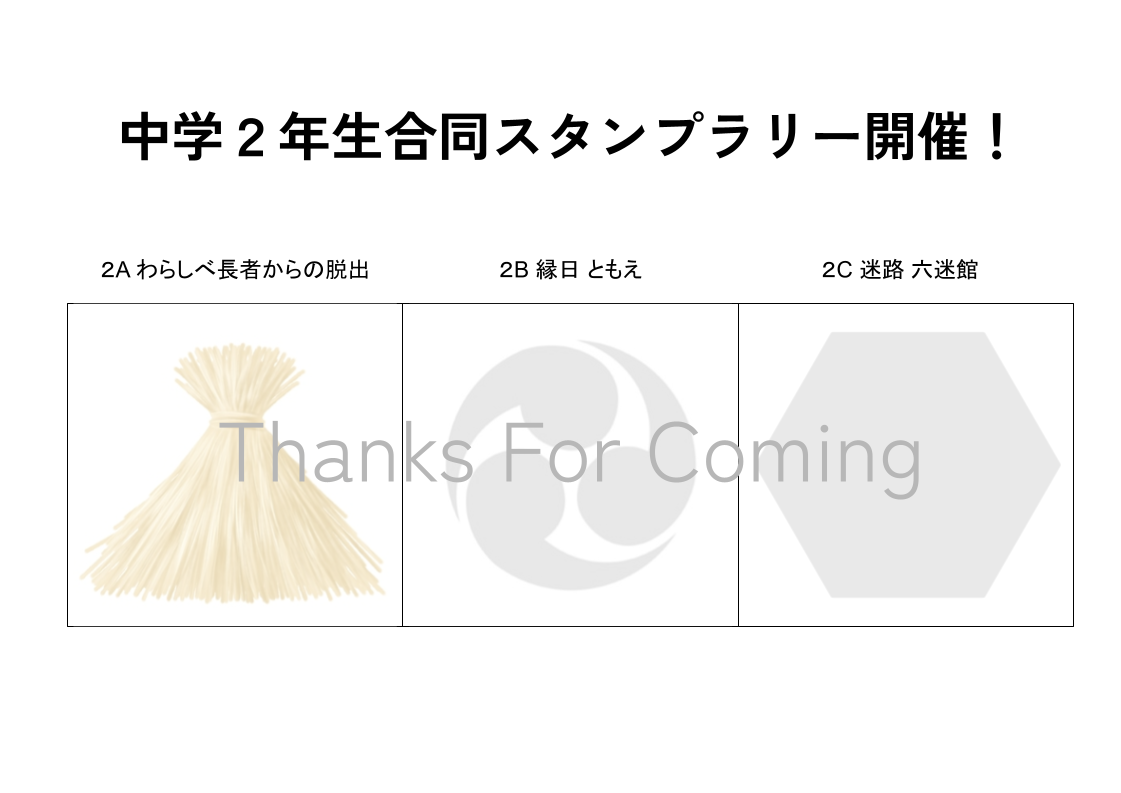 中学２年生合同スタンプラリー開催！
2A わらしべ長者からの脱出
2B 縁日 ともえ
2C 迷路 六迷館
Thanks For Coming